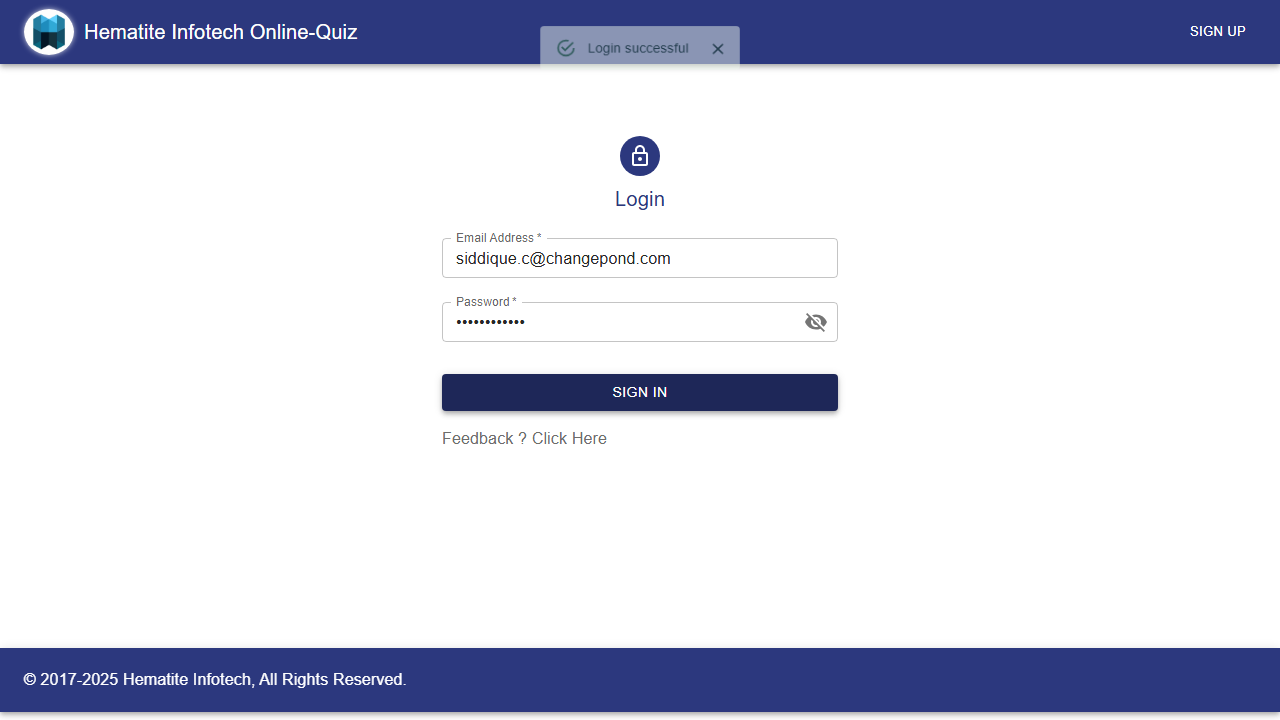 Hematite Infotech Online-Quiz
Login successful
SIGN UP
Login
Email Address *
siddique.c@changepond.com
Password *
••••••••••••
SIGN IN
Feedback ? Click Here
© 2017-2025 Hematite Infotech, All Rights Reserved.